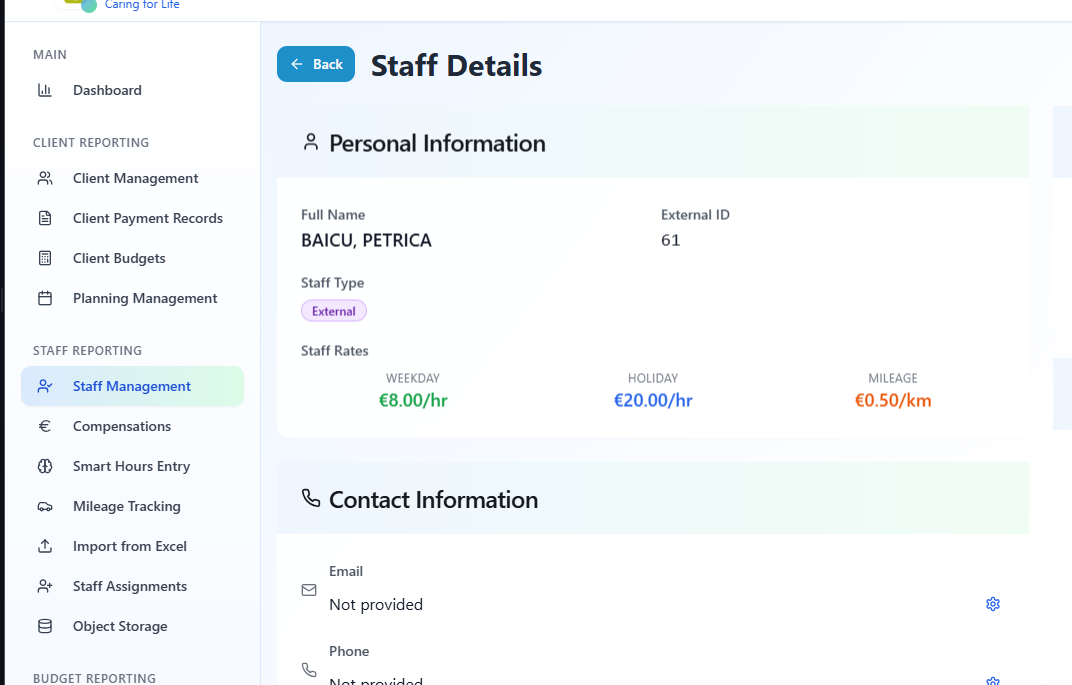 Caring for Life
MAIN
Dashboard
CLIENT REPORTING
Client Management
Client Payment Records
Client Budgets
Planning Management
STAFF REPORTING
Staff Management
Compensations
Smart Hours Entry
Mileage Tracking
Import from Excel
Staff Assignments
Object Storage
BUDGET REPORTING
Back
Staff Details
Personal Information
Full Name
BAICU, PETRICA
External ID
61
Staff Type
External
Staff Rates
WEEKDAY
€8.00/hr
HOLIDAY
€20.00/hr
MILEAGE
€0.50/km
Contact Information
Email
Not provided
Phone
Not provided